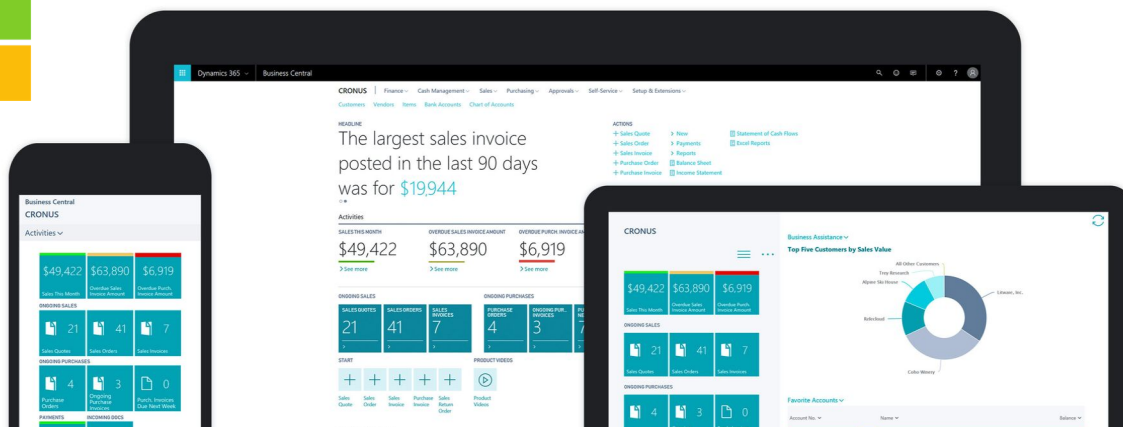 Dynamics 365
Business Central
CRONUS
Finance
Cash Management
Sales
Purchasing
Approvals
Self-Service
Setup & Extensions
Customers
Vendors
Items
Bank Accounts
Chart of Accounts
HEADLINE
The largest sales invoice
posted in the last 90 days
was for $19,944
ACTIONS
+ Sales Quote
+ Sales Order
+ Sales Invoice
+ Purchase Order
+ Purchase Invoice
> New
> Payments
> Reports
Balance Sheet
Income Statement
Statement of Cash Flows
Excel Reports
Activities
SALES THIS MONTH
$49,422
> See more
OVERDUE SALES INVOICE AMOUNT
$63,890
> See more
OVERDUE PURCH. INVOICE AM
$6,919
> See more
ONGOING SALES
SALES QUOTES
21
SALES ORDERS
41
SALES
INVOICES
7
ONGOING PURCHASES
PURCHASE
ORDERS
4
ONGOING PUR...
INVOICES
3
START
Sales
Quote
Sales
Order
Sales
Invoice
Purchase
Invoice
Sales
Return
Order
PRODUCT VIDEOS
Product
Videos
Business Central
CRONUS
Activities
$49,422
Sales This Month
$63,890
Overdue Sales
Invoice Amount
$6,919
Overdue Purch.
Invoice Amount
ONGOING SALES
21
Sales Quotes
41
Sales Orders
7
Sales Invoices
ONGOING PURCHASES
4
Purchase
Orders
3
Ongoing
Purchase
Invoices
0
Purch. Invoices
Due Next Week
PAYMENTS
INCOMING DOCS
CRONUS
$49,422
Sales This Month
$63,890
Overdue Sales
Invoice Amount
$6,919
Overdue Purch.
Invoice Amount
ONGOING SALES
21
Sales Quotes
41
Sales Orders
7
Sales Invoices
ONGOING PURCHASES
4
3
0
Business Assistance
Top Five Customers by Sales Value
All Other Customers
Trey Research
Alpine Ski House
Relecloud
Coho Winery
Lincare, Inc.
Favorite Accounts
Account No.
Name
Balance